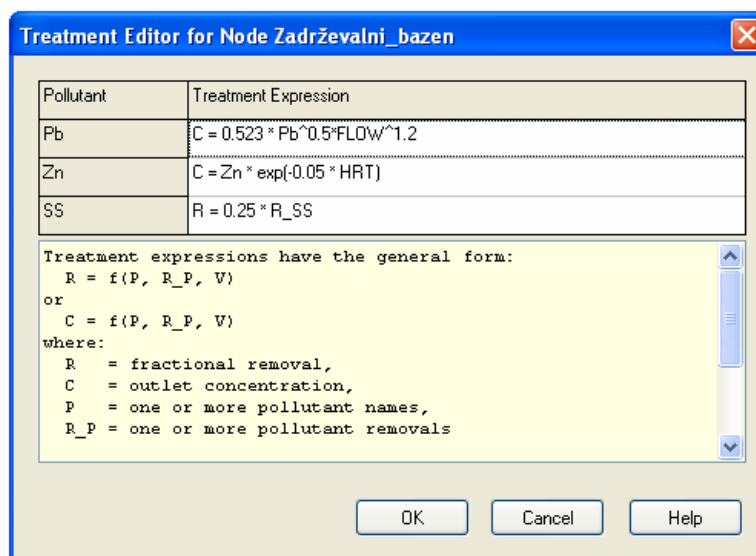 Treatment Editor for Node Zadrževalni_bazen
Pollutant Treatment Expression
Pb C = 0.523 * Pb^0.5*FLOW^1.2
Zn C = Zn * exp(-0.05 * HRT)
SS R = 0.25 * R_SS
Treatment expressions have the general form:
R = f(P, R_P, V)
or
C = f(P, R_P, V)
where:
R = fractional removal,
C = outlet concentration,
P = one or more pollutant names,
R_P = one or more pollutant removals
OK Cancel Help